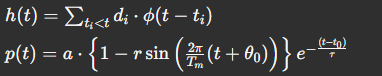 h(t) = ∑_{t_i<t} d_i · ϕ(t − t_i)
p(t) = a · {1 − r sin (2π/T_m (t + θ_0))} e^{−(t−t_0)/τ}